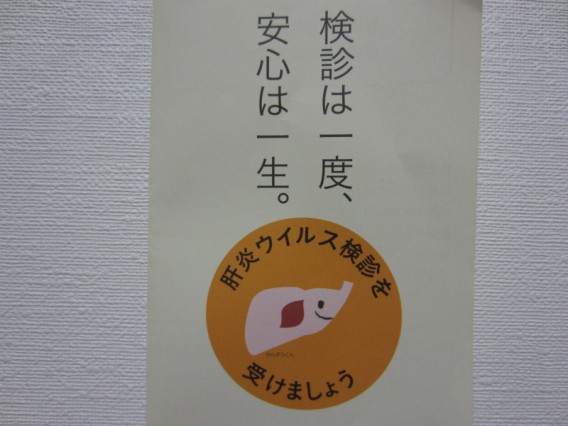 検診は一度、
安心は一生。
肝炎ウイルス検診を
受けましょう